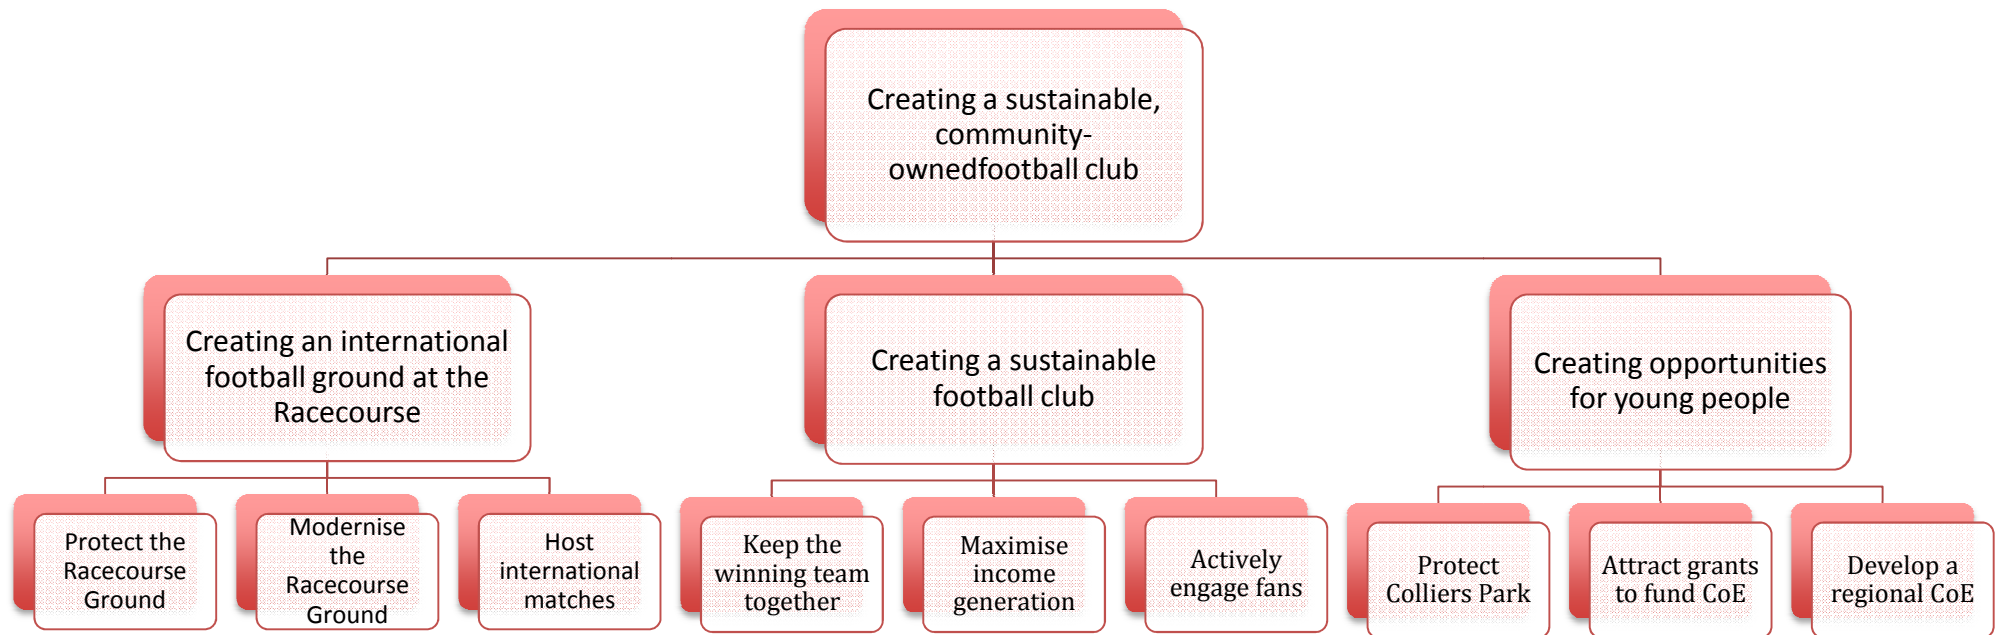 Creating a sustainable,
community-
ownedfootball club
Creating an international
football ground at the
Racecourse
Creating a sustainable
football club
Creating opportunities
for young people
Protect the
Racecourse
Ground
Modernise
the
Racecourse
Ground
Host
international
matches
Keep the
winning team
together
Maximise
income
generation
Actively
engage fans
Protect
Colliers Park
Attract grants
to fund CoE
Develop a
regional CoE